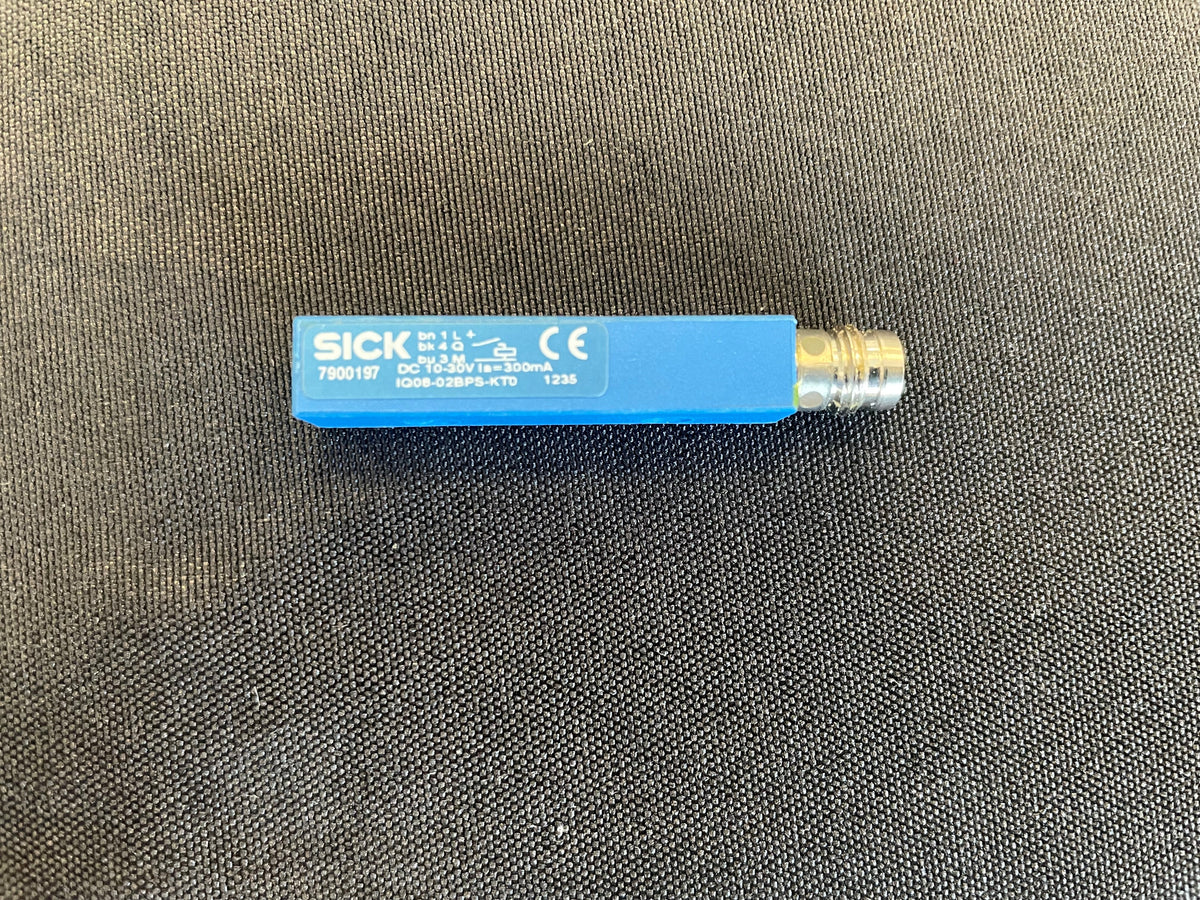 SICK
7900197
bn 1 L +
bk 4 Q
bu 3 M
CE
DC 10-30V Ia=300mA
IQ08-02BPS-KT0 1235